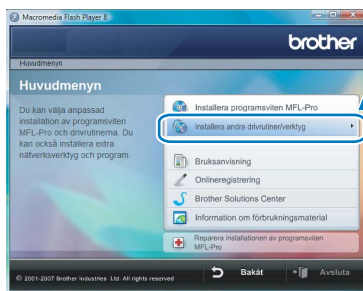 Macromedia Flash Player 8
brother
Huvudmenyn
Huvudmenyn
Du kan välja anpassad
installation av programsviten
MFL-Pro och drivrutinerna. Du
kan också installera extra
nätverksverktyg och program.
Installera programsviten MFL-Pro
Installera andra drivrutiner/verktyg
Bruksanvisning
Onlineregistrering
Brother Solutions Center
Information om förbrukningsmaterial
Reparera installationen av programsviten
MFL-Pro
© 2001-2007 Brother Industries Ltd. All rights reserved
Bakåt
Avsluta